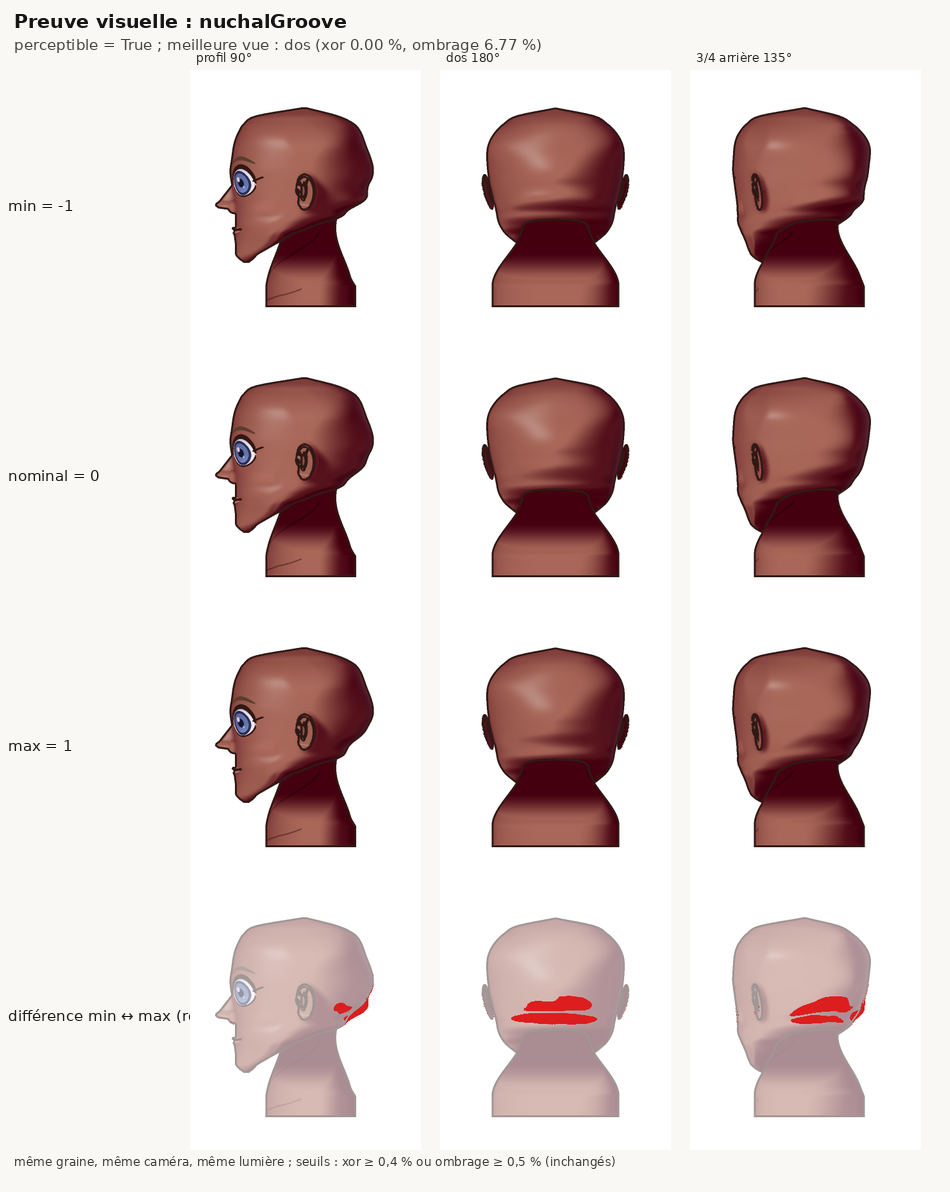 Preuve visuelle : nuchalGroove
perceptible = True ; meilleure vue : dos (xor 0.00 %, ombrage 6.77 %)
profil 90° dos 180° 3/4 arrière 135°
min = -1
nominal = 0
max = 1
différence min ↔ max (ro
même graine, même caméra, même lumière ; seuils : xor ≥ 0,4 % ou ombrage ≥ 0,5 % (inchangés)